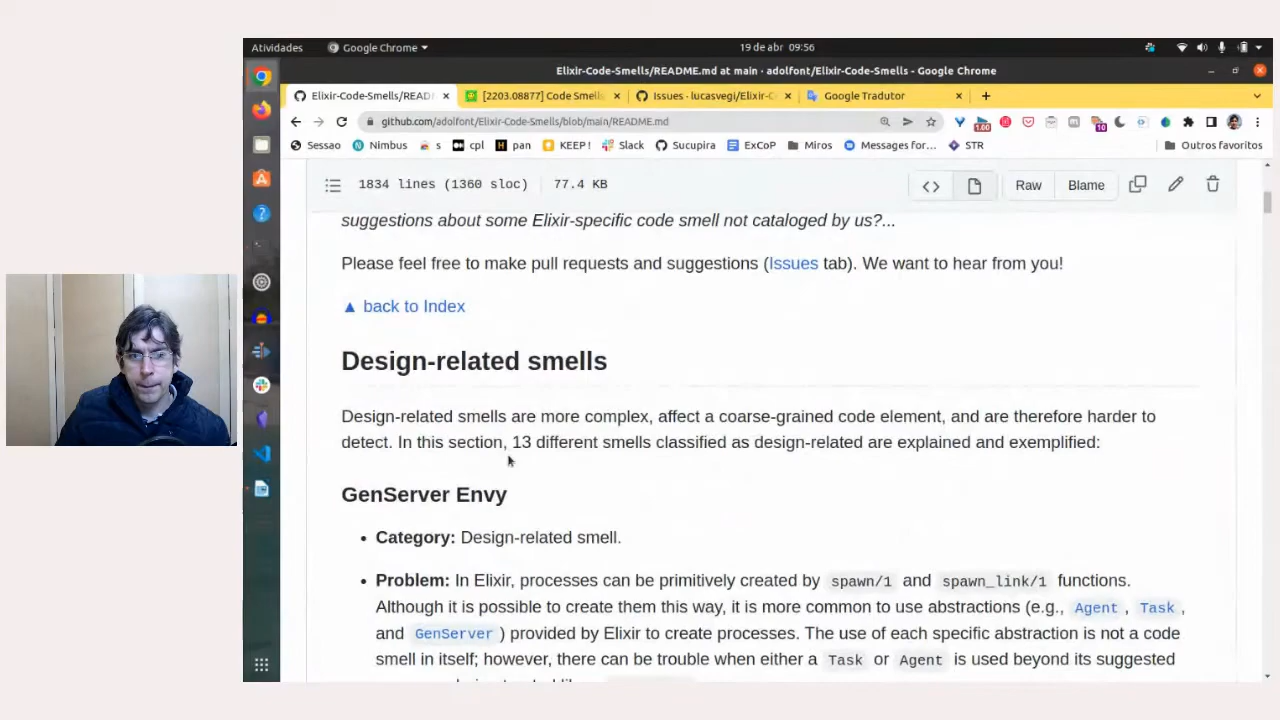 Atividades
Google Chrome
19 de abr 09:56
Elixir-Code-Smells/README.md at main · adolfont/Elixir-Code-Smells - Google Chrome
Elixir-Code-Smells/READ
[2203.08877] Code Smells
Issues · lucasvegi/Elixir-C
Google Tradutor
github.com/adolfont/Elixir-Code-Smells/blob/main/README.md
1.00
10
Sessao
Nimbus
s
cpl
pan
KEEP!
Slack
Sucupira
ExCoP
Miros
Messages for...
STR
Outros favoritos
1834 lines (1360 sloc)
77.4 KB
Raw
Blame
suggestions about some Elixir-specific code smell not cataloged by us?...
Please feel free to make pull requests and suggestions (Issues tab). We want to hear from you!
▲ back to Index
Design-related smells
Design-related smells are more complex, affect a coarse-grained code element, and are therefore harder to
detect. In this section, 13 different smells classified as design-related are explained and exemplified:
GenServer Envy
• Category: Design-related smell.
• Problem: In Elixir, processes can be primitively created by spawn/1 and spawn_link/1 functions.
Although it is possible to create them this way, it is more common to use abstractions (e.g., Agent , Task ,
and GenServer ) provided by Elixir to create processes. The use of each specific abstraction is not a code
smell in itself; however, there can be trouble when either a Task or Agent is used beyond its suggested